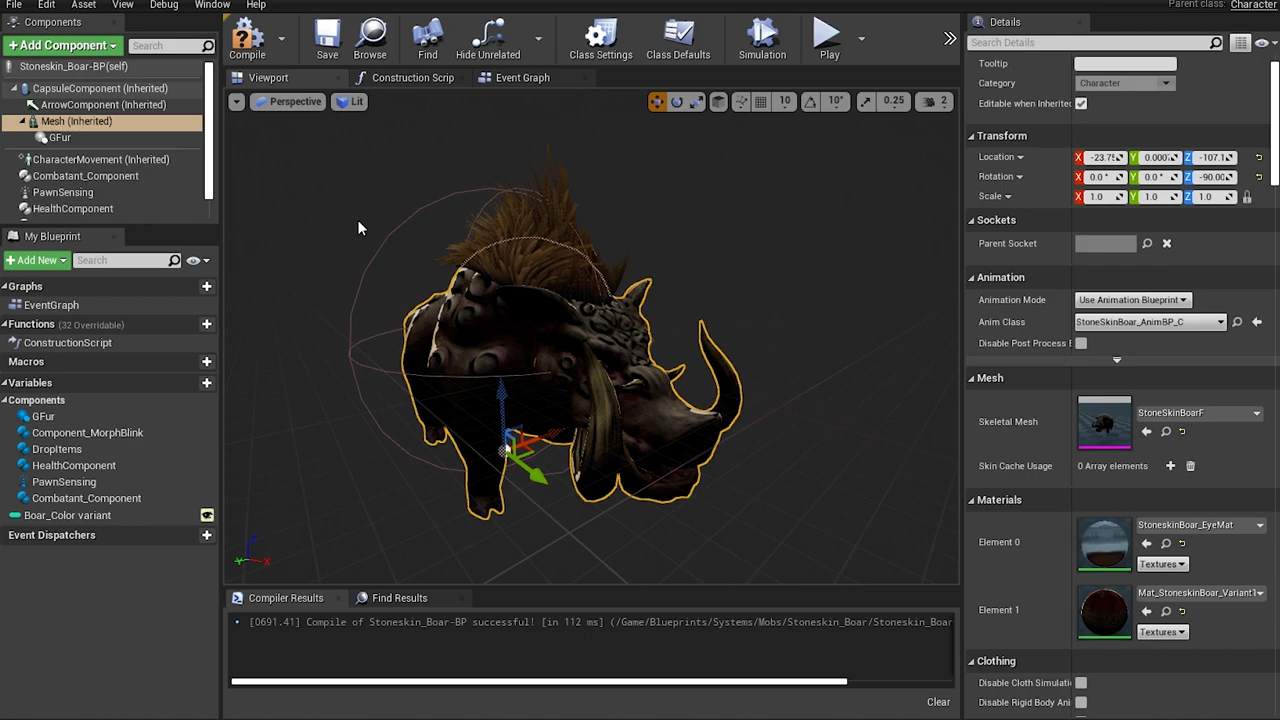 File Edit Asset View Debug Window Help
Parent class: Character
Components
+ Add Component
Search
Stoneskin_Boar-BP(self)
CapsuleComponent (Inherited)
ArrowComponent (Inherited)
Mesh (Inherited)
GFur
CharacterMovement (Inherited)
Combatant_Component
PawnSensing
HealthComponent
My Blueprint
+ Add New
Search
Graphs
EventGraph
Functions (32 Overridable)
ConstructionScript
Macros
Variables
Components
GFur
Component_MorphBlink
DropItems
HealthComponent
PawnSensing
Combatant_Component
Boar_Color variant
Event Dispatchers
Compile Save Browse Find Hide Unrelated Class Settings Class Defaults Simulation Play
Viewport Construction Scrip Event Graph
Perspective Lit
10 10° 0.25 2
Z
Y X
Compiler Results Find Results
[0691.41] Compile of Stoneskin_Boar-BP successful! [in 112 ms] (/Game/Blueprints/Systems/Mobs/Stoneskin_Boar/Stoneskin_Boar
Clear
Details
Search Details
Tooltip
Category Character
Editable when Inherited
Transform
Location X -23.75 Y 0.0007 Z -107.1
Rotation X 0.0 ° Y 0.0 ° Z -90.00
Scale X 1.0 Y 1.0 Z 1.0
Sockets
Parent Socket
Animation
Animation Mode Use Animation Blueprint
Anim Class StoneSkinBoar_AnimBP_C
Disable Post Process B
Mesh
Skeletal Mesh StoneSkinBoarF
Skin Cache Usage 0 Array elements
Materials
Element 0 StoneskinBoar_EyeMat
Textures
Element 1 Mat_StoneskinBoar_Variant1
Textures
Clothing
Disable Cloth Simulati
Disable Rigid Body Ani